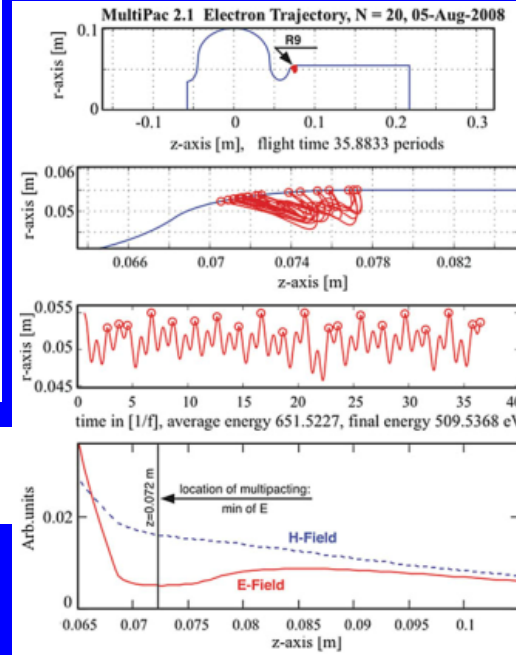 MultiPac 2.1 Electron Trajectory, N = 20, 05-Aug-2008
0.1
R9
r-axis [m]
0
-0.1 0 0.1 0.2 0.3
z-axis [m], flight time 35.8833 periods
0.06
r-axis [m]
0.05
0.066 0.07 0.074 0.078 0.082
z-axis [m]
0.055
r-axis [m]
0.05
0.045
0 5 10 15 20 25 30 35 40
time in [1/f], average energy 651.5227, final energy 509.5368 eV
Arb.units
z=0.072 m
location of multipacting:
min of E
0.02
H-Field
E-Field
0
0.065 0.07 0.075 0.08 0.085 0.09 0.095 0.1
z-axis [m]